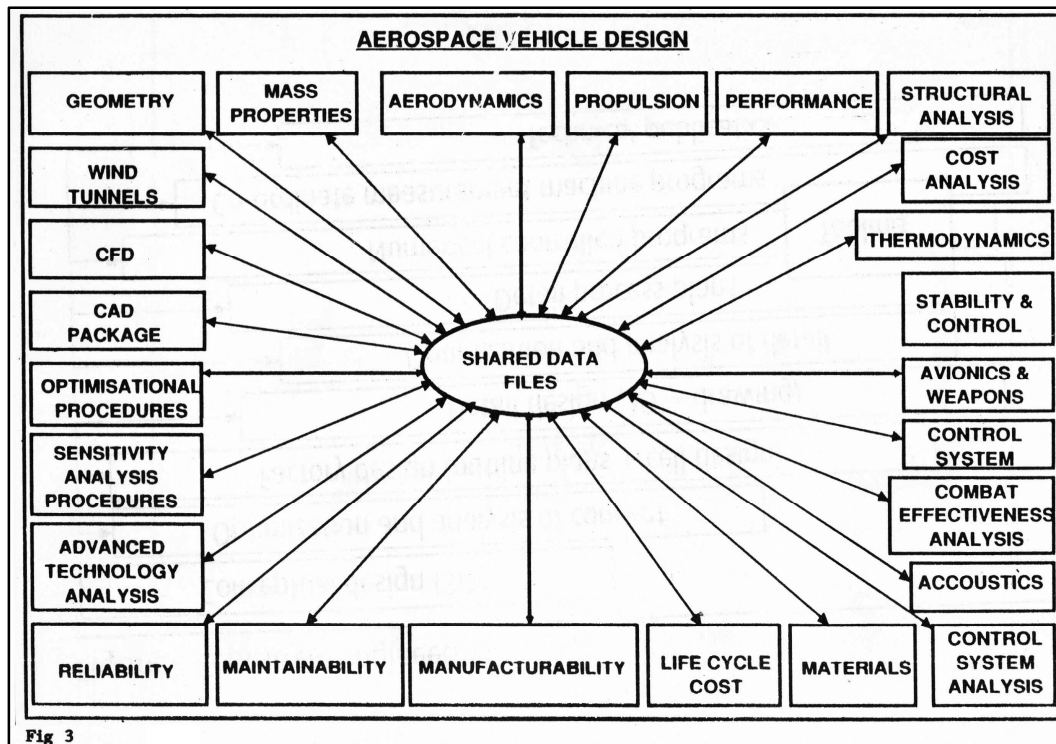 AEROSPACE VEHICLE DESIGN
GEOMETRY
MASS
PROPERTIES
AERODYNAMICS
PROPULSION
PERFORMANCE
STRUCTURAL
ANALYSIS
WIND
TUNNELS
COST
ANALYSIS
CFD
THERMODYNAMICS
CAD
PACKAGE
STABILITY &
CONTROL
SHARED DATA
FILES
OPTIMISATIONAL
PROCEDURES
AVIONICS &
WEAPONS
SENSITIVITY
ANALYSIS
PROCEDURES
CONTROL
SYSTEM
COMBAT
EFFECTIVENESS
ANALYSIS
ADVANCED
TECHNOLOGY
ANALYSIS
ACCOUSTICS
RELIABILITY
MAINTAINABILITY
MANUFACTURABILITY
LIFE CYCLE
COST
MATERIALS
CONTROL
SYSTEM
ANALYSIS
Fig 3